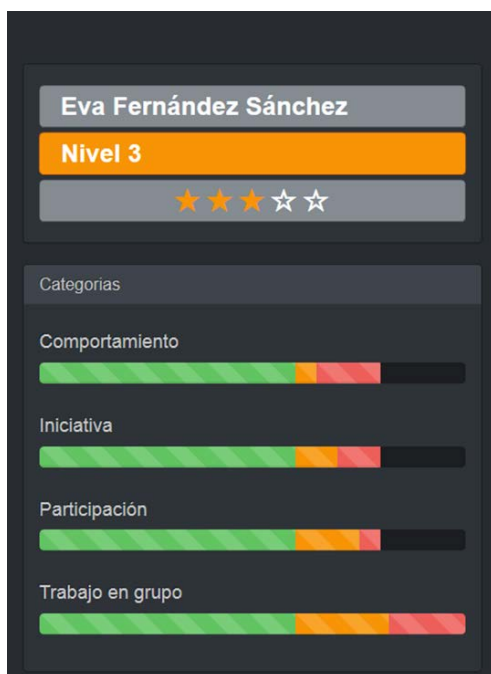 Eva Fernández Sánchez
Nivel 3
Categorias
Comportamiento
Iniciativa
Participación
Trabajo en grupo